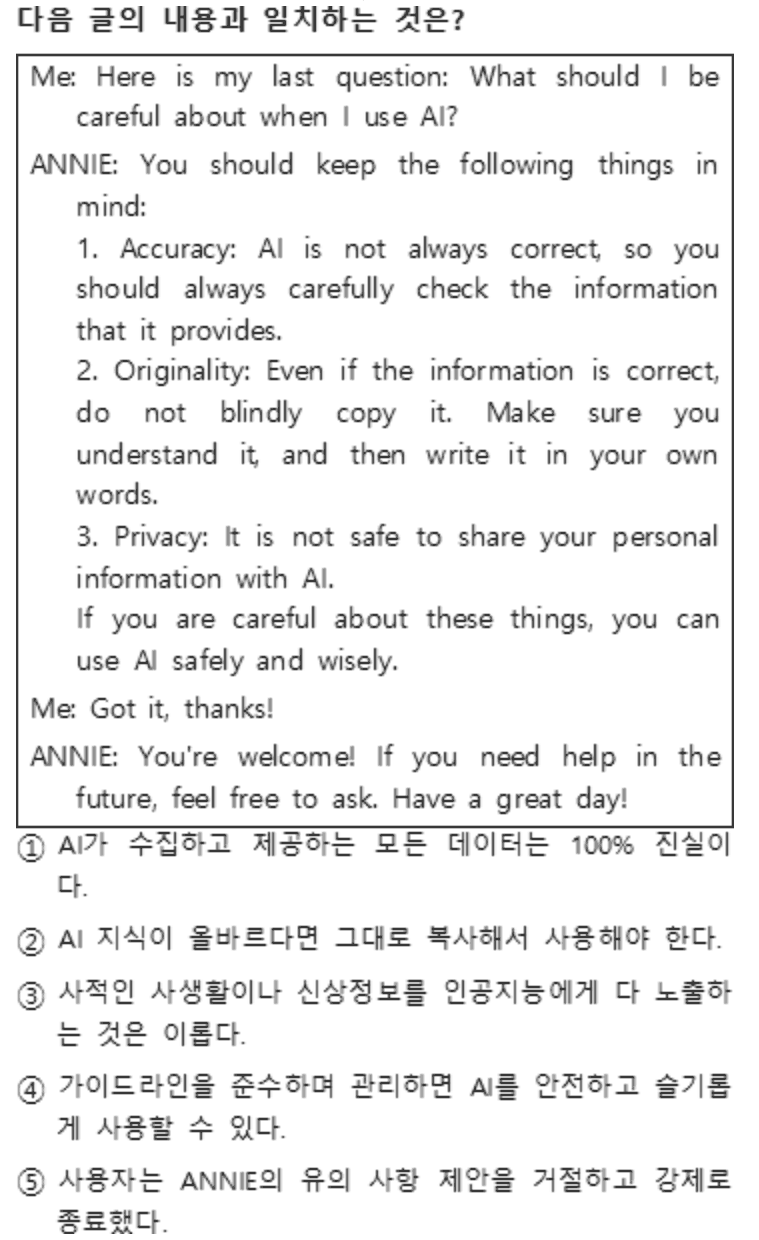 다음 글의 내용과 일치하는 것은?
Me: Here is my last question: What should I be
careful about when I use AI?
ANNIE: You should keep the following things in
mind:
1. Accuracy: AI is not always correct, so you
should always carefully check the information
that it provides.
2. Originality: Even if the information is correct,
do not blindly copy it. Make sure you
understand it, and then write it in your own
words.
3. Privacy: It is not safe to share your personal
information with AI.
If you are careful about these things, you can
use AI safely and wisely.
Me: Got it, thanks!
ANNIE: You're welcome! If you need help in the
future, feel free to ask. Have a great day!
① AI가 수집하고 제공하는 모든 데이터는 100% 진실이
다.
② AI 지식이 올바르다면 그대로 복사해서 사용해야 한다.
③ 사적인 사생활이나 신상정보를 인공지능에게 다 노출하
는 것은 이롭다.
④ 가이드라인을 준수하며 관리하면 AI를 안전하고 슬기롭
게 사용할 수 있다.
⑤ 사용자는 ANNIE의 유의 사항 제안을 거절하고 강제로
종료했다.